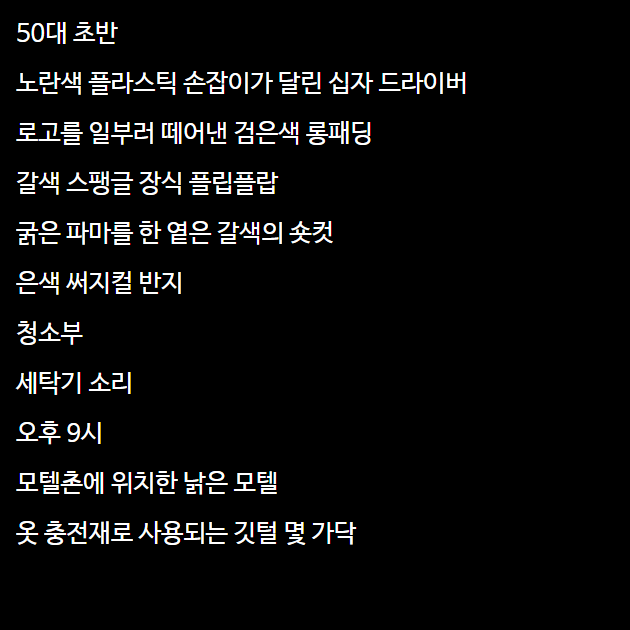 50대 초반
노란색 플라스틱 손잡이가 달린 십자 드라이버
로고를 일부러 떼어낸 검은색 롱패딩
갈색 스팽글 장식 플립플랍
굵은 파마를 한 옅은 갈색의 숏컷
은색 써지컬 반지
청소부
세탁기 소리
오후 9시
모텔촌에 위치한 낡은 모텔
옷 충전재로 사용되는 깃털 몇 가닥